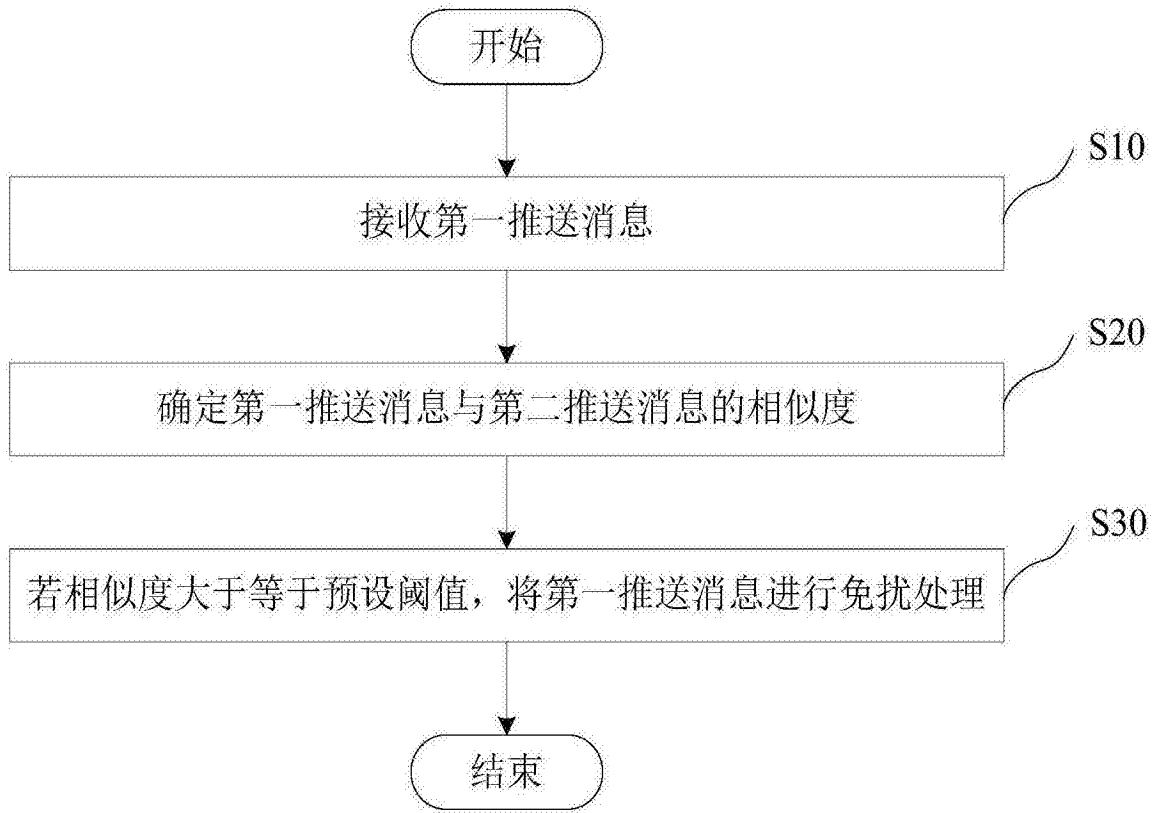 开始
S10
接收第一推送消息
S20
确定第一推送消息与第二推送消息的相似度
S30
若相似度大于等于预设阈值，将第一推送消息进行免扰处理
结束